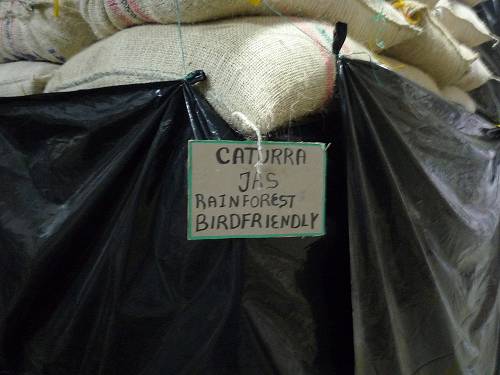 CATURRA
JAS
RAINFOREST
BIRDFRIENDLY